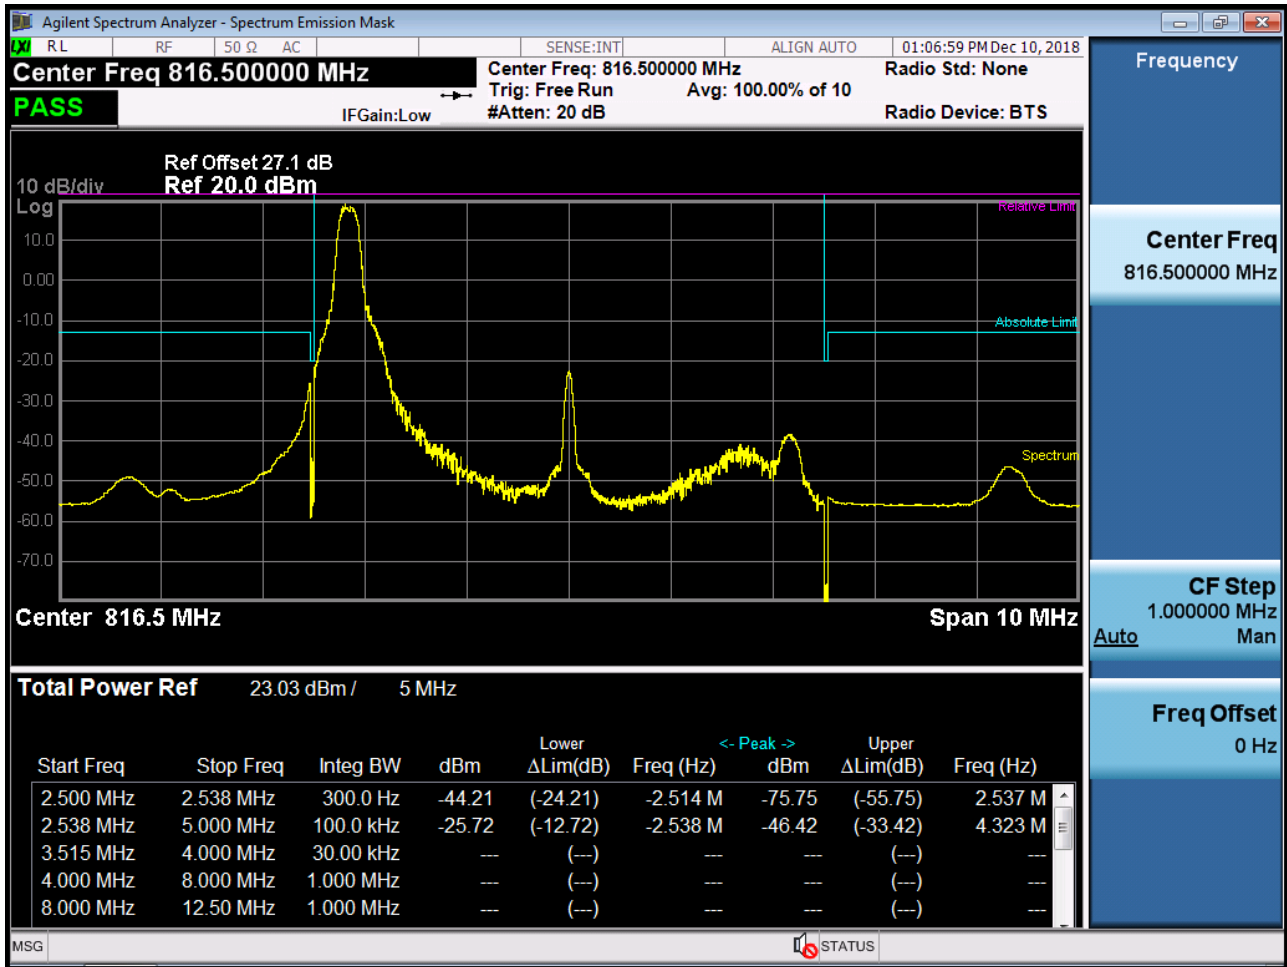 Agilent Spectrum Analyzer - Spectrum Emission Mask
LXI RL RF 50 Ω AC SENSE:INT ALIGN AUTO 01:06:59 PM Dec 10, 2018
Center Freq 816.500000 MHz
Center Freq: 816.500000 MHz
Radio Std: None
Trig: Free Run Avg: 100.00% of 10
PASS
IFGain:Low
#Atten: 20 dB
Radio Device: BTS
Ref Offset 27.1 dB
10 dB/div Ref 20.0 dBm
Log
Relative Limit
10.0
0.00
-10.0
Absolute Limit
-20.0
-30.0
-40.0
Spectrum
-50.0
-60.0
-70.0
Center 816.5 MHz Span 10 MHz
Total Power Ref 23.03 dBm / 5 MHz
Lower <- Peak -> Upper
Start Freq Stop Freq Integ BW dBm ΔLim(dB) Freq (Hz) dBm ΔLim(dB) Freq (Hz)
2.500 MHz 2.538 MHz 300.0 Hz -44.21 (-24.21) -2.514 M -75.75 (-55.75) 2.537 M
2.538 MHz 5.000 MHz 100.0 kHz -25.72 (-12.72) -2.538 M -46.42 (-33.42) 4.323 M
3.515 MHz 4.000 MHz 30.00 kHz --- (---) --- --- (---) ---
4.000 MHz 8.000 MHz 1.000 MHz --- (---) --- --- (---) ---
8.000 MHz 12.50 MHz 1.000 MHz --- (---) --- --- (---) ---
MSG STATUS
Frequency
Center Freq
816.500000 MHz
CF Step
1.000000 MHz
Auto Man
Freq Offset
0 Hz